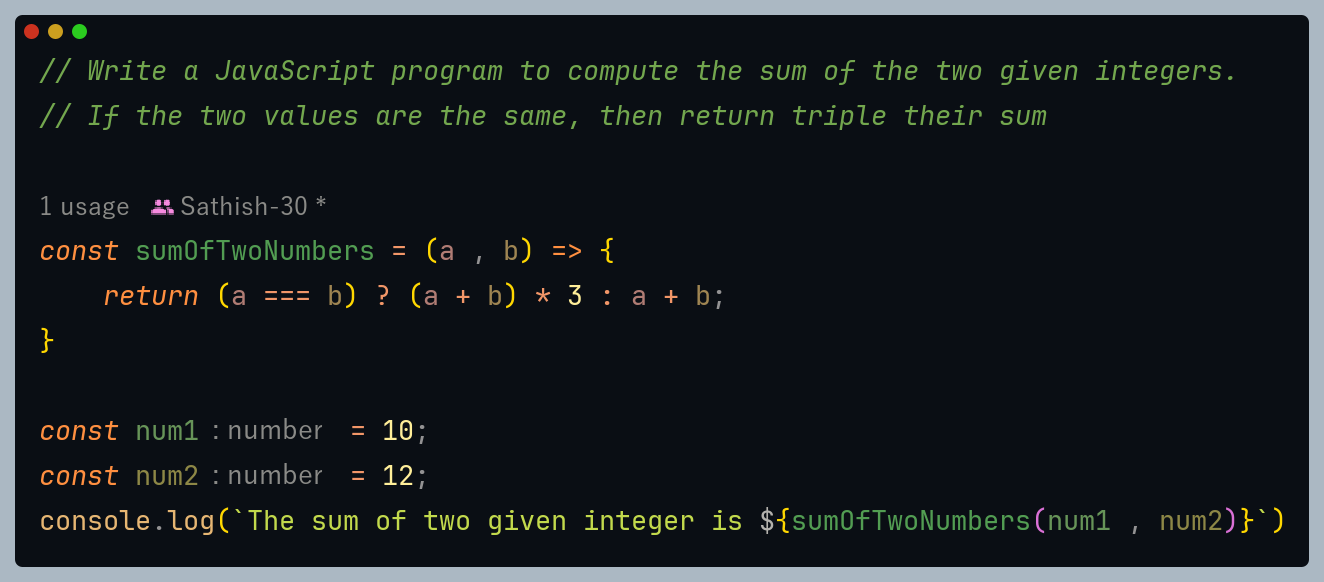 // Write a JavaScript program to compute the sum of the two given integers.
// If the two values are the same, then return triple their sum
1 usage Sathish-30 *
const sumOfTwoNumbers = (a , b) => {
    return (a === b) ? (a + b) * 3 : a + b;
}
const num1 : number = 10;
const num2 : number = 12;
console.log(`The sum of two given integer is ${sumOfTwoNumbers(num1 , num2)}`)